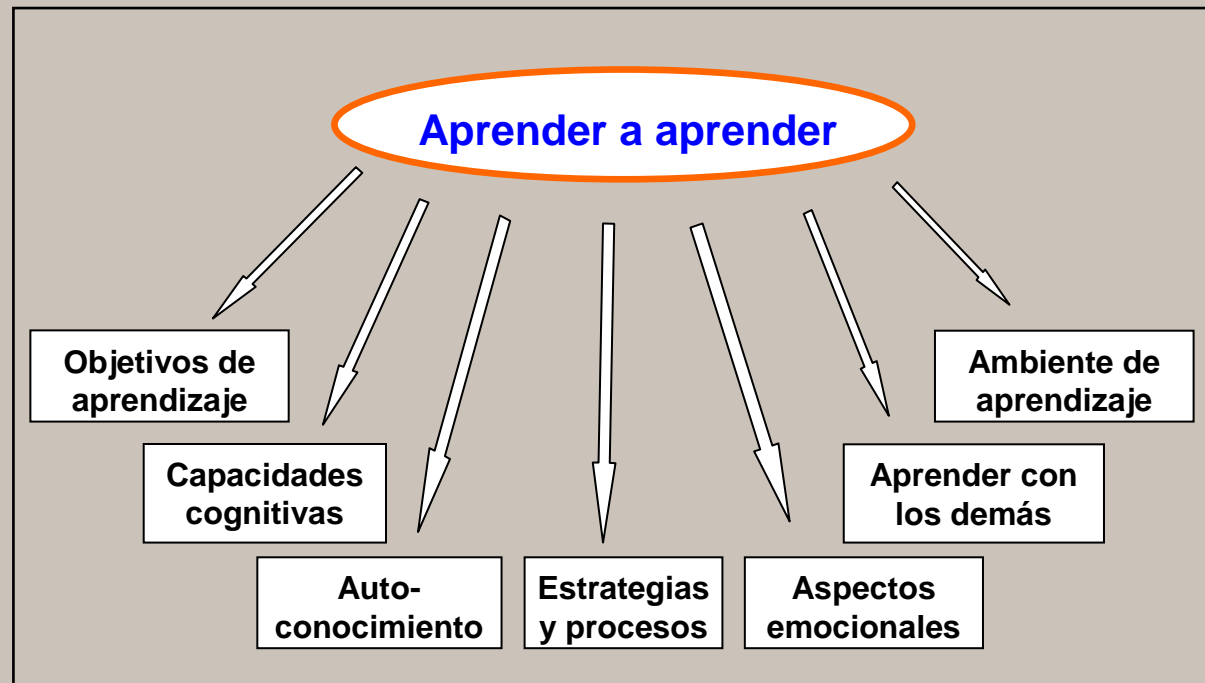 Aprender a aprender
Objetivos de
aprendizaje
Capacidades
cognitivas
Auto-
conocimiento
Estrategias
y procesos
Aspectos
emocionales
Aprender con
los demás
Ambiente de
aprendizaje